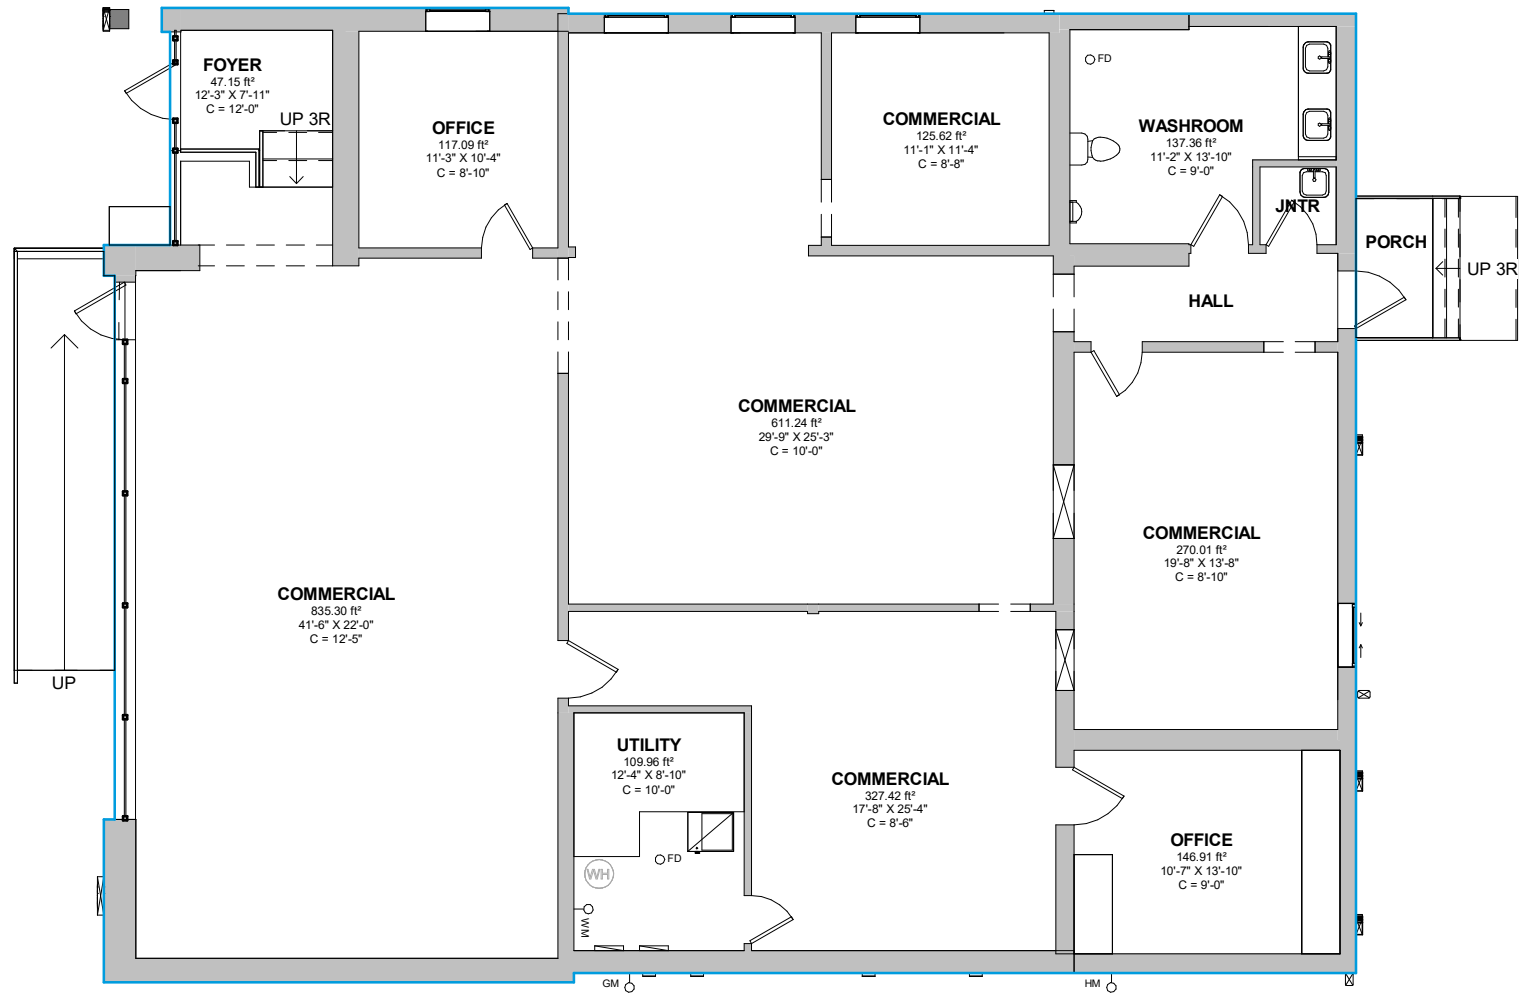 FOYER
47.15 ft²
12'-3" X 7'-11"
C = 12'-0"
UP 3R
OFFICE
117.09 ft²
11'-3" X 10'-4"
C = 8'-10"
COMMERCIAL
125.62 ft²
11'-1" X 11'-4"
C = 8'-8"
FD
WASHROOM
137.36 ft²
11'-2" X 13'-10"
C = 9'-0"
JNTR
PORCH
UP 3R
HALL
COMMERCIAL
611.24 ft²
29'-9" X 25'-3"
C = 10'-0"
COMMERCIAL
270.01 ft²
19'-8" X 13'-8"
C = 8'-10"
COMMERCIAL
835.30 ft²
41'-6" X 22'-0"
C = 12'-5"
UP
UTILITY
109.96 ft²
12'-4" X 8'-10"
C = 10'-0"
COMMERCIAL
327.42 ft²
17'-8" X 25'-4"
C = 8'-6"
OFFICE
146.91 ft²
10'-7" X 13'-10"
C = 9'-0"
FD
WH
WM
GM
HM